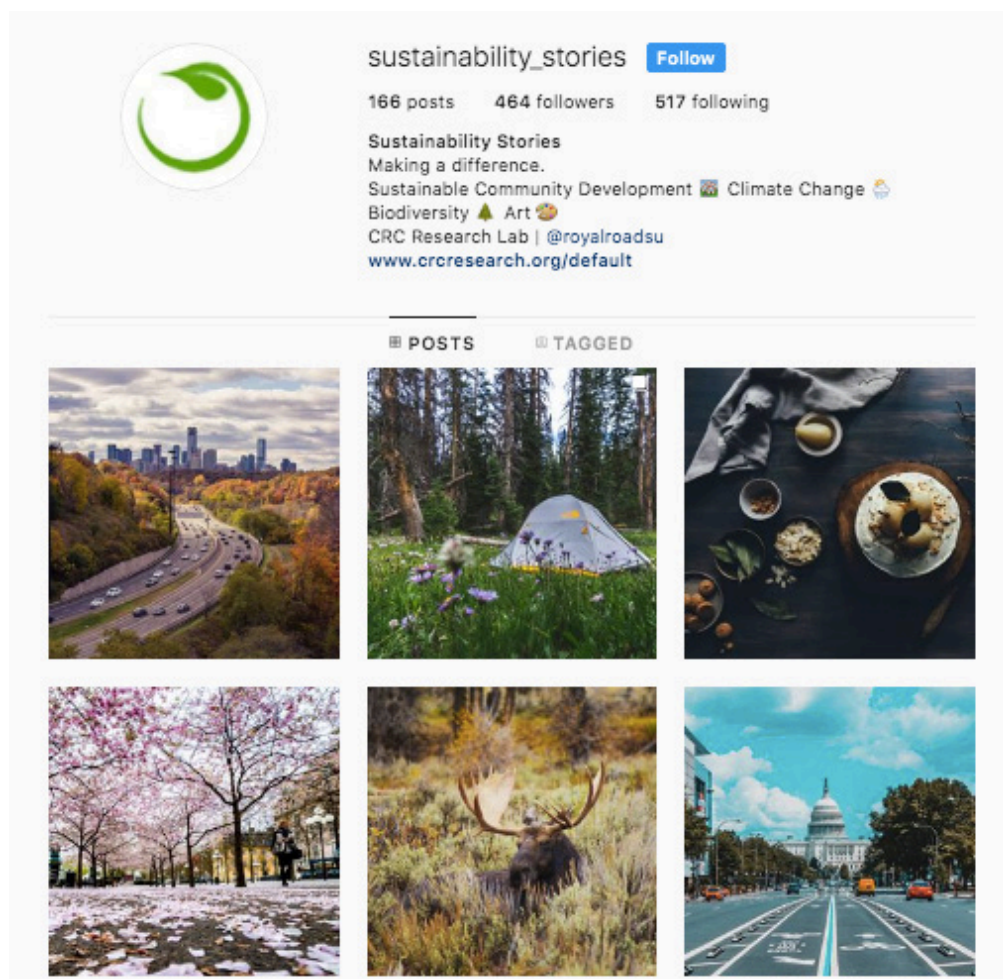 sustainability_stories Follow
166 posts 464 followers 517 following
Sustainability Stories
Making a difference.
Sustainable Community Development 🏞 Climate Change 🌦
Biodiversity 🌲 Art 🎨
CRC Research Lab | @royalroadsu
www.crcresearch.org/default
POSTS TAGGED